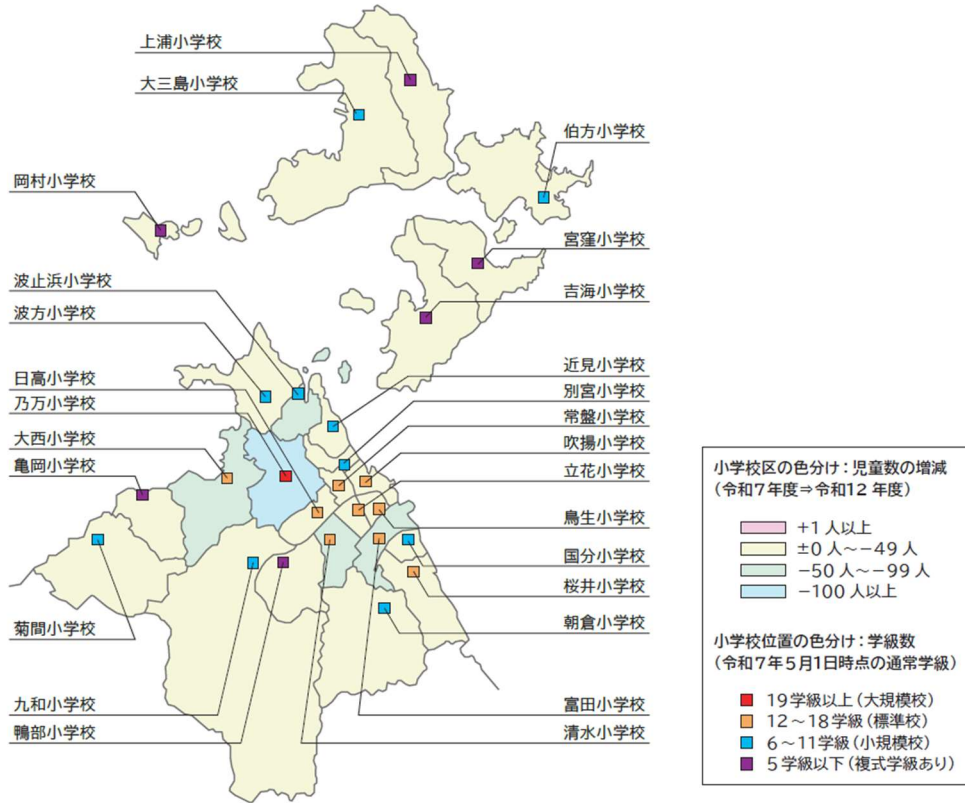 上浦小学校
大三島小学校
伯方小学校
岡村小学校
宮窪小学校
波止浜小学校
吉海小学校
波方小学校
日高小学校
近見小学校
乃万小学校
別宮小学校
常盤小学校
大西小学校
吹揚小学校
亀岡小学校
立花小学校
鳥生小学校
国分小学校
桜井小学校
菊間小学校
朝倉小学校
九和小学校
富田小学校
鴨部小学校
清水小学校
小学校区の色分け:児童数の増減
(令和7年度⇒令和12年度)
+1人以上
±0人~-49人
-50人~-99人
-100人以上
小学校位置の色分け:学級数
(令和7年5月1日時点の通常学級)
19学級以上(大規模校)
12~18学級(標準校)
6~11学級(小規模校)
5学級以下(複式学級あり)